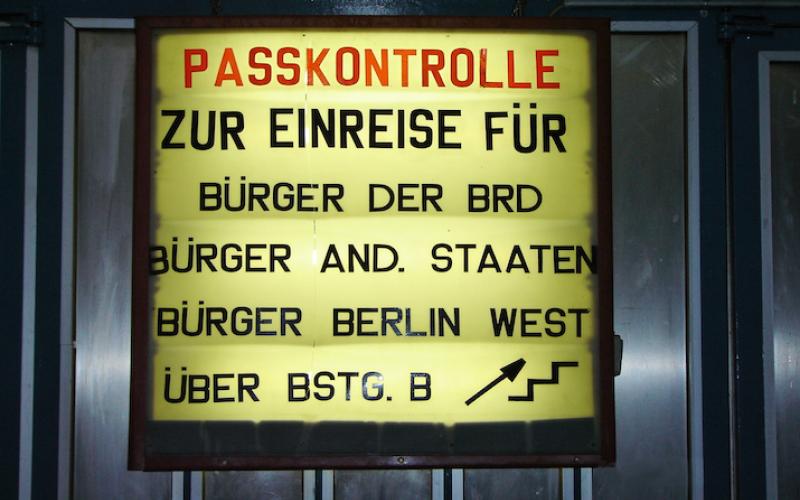 PASSKONTROLLE
ZUR EINREISE FÜR
BÜRGER DER BRD
BÜRGER AND. STAATEN
BÜRGER BERLIN WEST
ÜBER BSTG. B